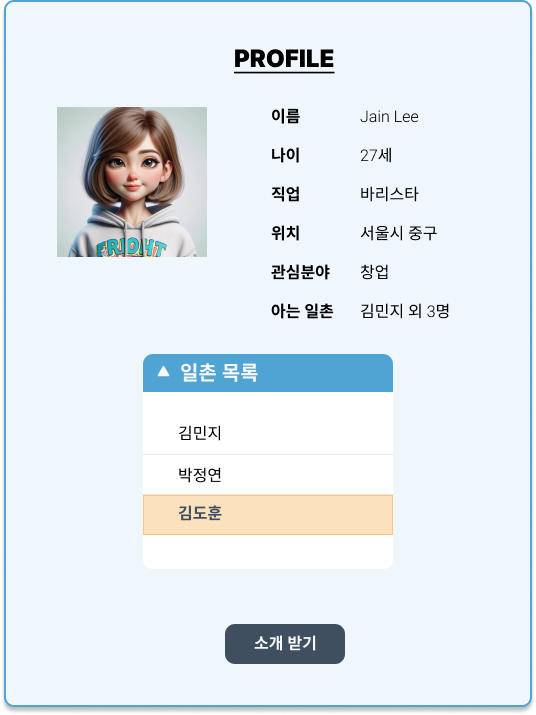 PROFILE
이름 Jain Lee
나이 27세
직업 바리스타
위치 서울시 중구
관심분야 창업
아는 일촌 김민지 외 3명
▲ 일촌 목록
김민지
박정연
김도훈
소개 받기